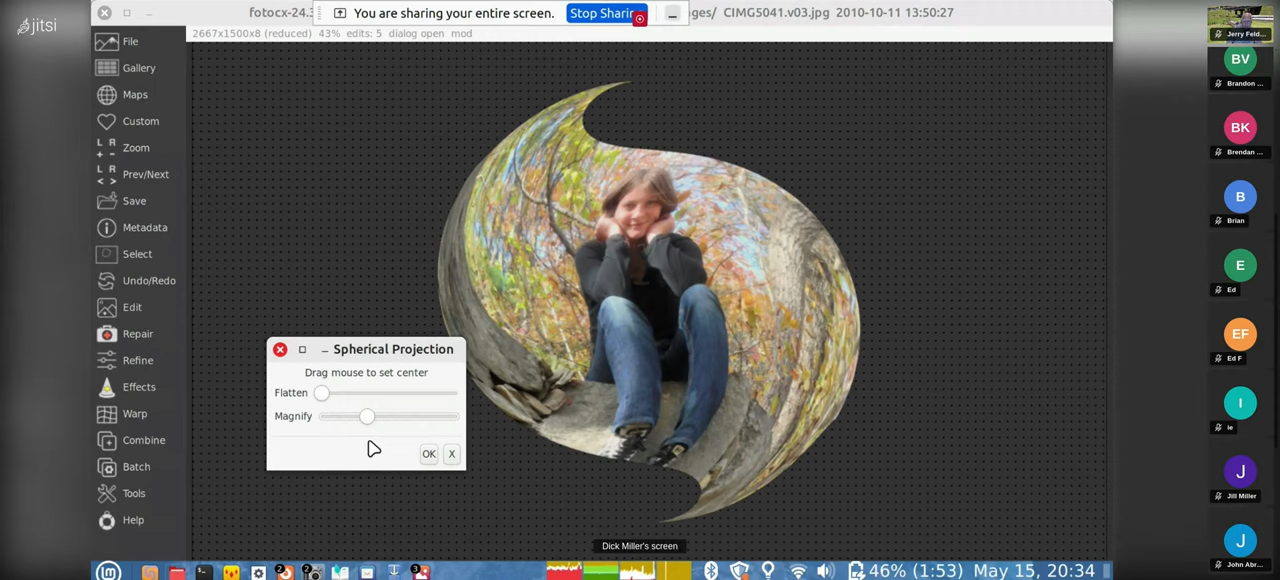 jitsi
fotocx-24.
You are sharing your entire screen.
Stop Sharin
ges/ CIMG5041.v03.jpg 2010-10-11 13:50:27
2667x1500x8 (reduced) 43% edits: 5 dialog open mod
File
Gallery
Maps
Custom
L R
+ -
Zoom
L R
< >
Prev/Next
Save
Metadata
Select
Undo/Redo
Edit
Repair
Refine
Effects
Warp
Combine
Batch
Tools
Help
Spherical Projection
Drag mouse to set center
Flatten
Magnify
OK
X
Dick Miller's screen
2
2
3
46% (1:53) May 15, 20:34
Jerry Feld...
BV
Brandon ...
BK
Brendan ...
B
Brian
E
Ed
EF
Ed F
I
ie
J
Jill Miller
J
John Abr...